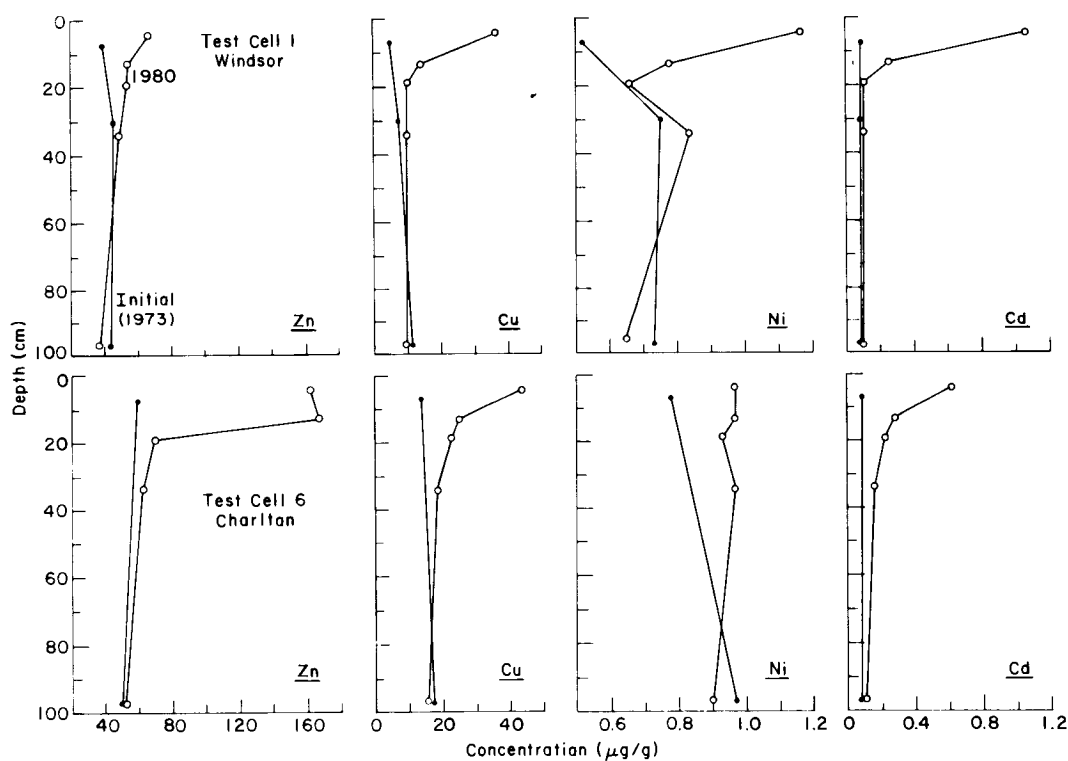 0
20
40
60
80
100
Test Cell 1
Windsor
1980
Initial
(1973)
Zn
Cu
Ni
Cd
0
20
40
60
80
100
Test Cell 6
Charltan
Zn
Cu
Ni
Cd
40 80 120 160
0 20 40
0.6 0.8 1.0 1.2
0 0.4 0.8 1.2
Depth (cm)
Concentration (μg/g)